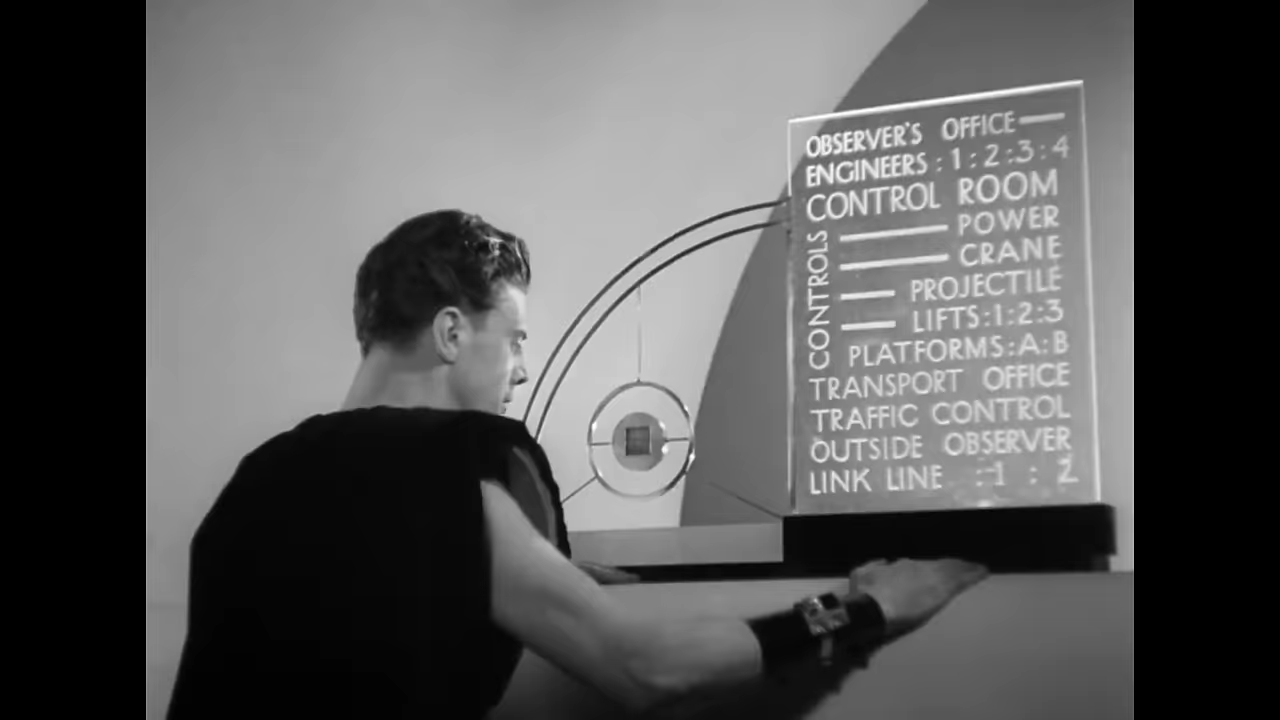 OBSERVER'S OFFICE
ENGINEERS : 1 : 2 : 3 : 4
CONTROL ROOM
CONTROLS
POWER
CRANE
PROJECTILE
LIFTS:1:2:3
PLATFORMS:A:B
TRANSPORT OFFICE
TRAFFIC CONTROL
OUTSIDE OBSERVER
LINK LINE :1 : 2